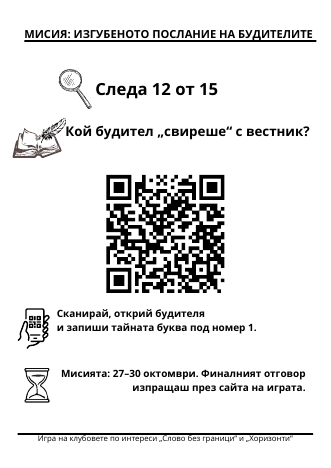 МИСИЯ: ИЗГУБЕНОТО ПОСЛАНИЕ НА БУДИТЕЛИТЕ
Следа 12 от 15
Кой будител „свиреше“ с вестник?
Сканирай, открий будителя
и запиши тайната буква под номер 1.
Мисията: 27–30 октомври. Финалният отговор
изпращаш през сайта на играта.
Игра на клубовете по интереси „Слово без граници“ и „Хоризонти“